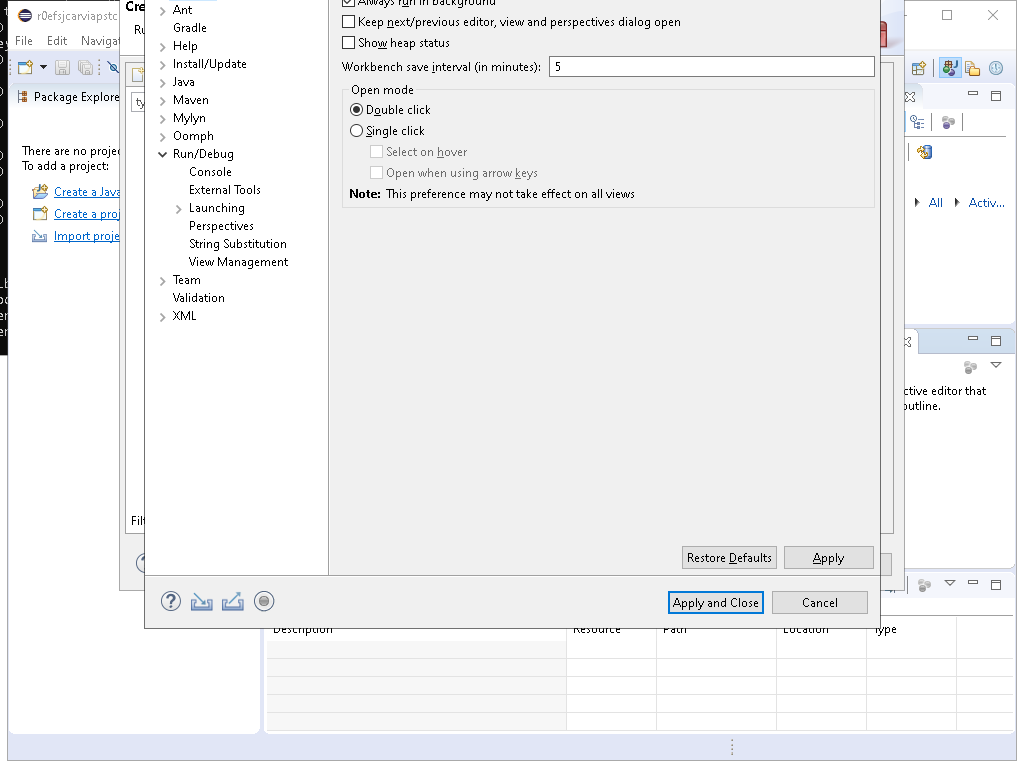 r0efsjcarviapstc
File Edit Navigat
Package Explore
There are no projec
To add a project:
Create a Java
Create a proj
Import proje
Cre
Ru
ty
Filt
Ant
Gradle
Help
Install/Update
Java
Maven
Mylyn
Oomph
Run/Debug
Console
External Tools
Launching
Perspectives
String Substitution
View Management
Team
Validation
XML
Always run in background
Keep next/previous editor, view and perspectives dialog open
Show heap status
Workbench save interval (in minutes): 5
Open mode
Double click
Single click
Select on hover
Open when using arrow keys
Note: This preference may not take effect on all views
Restore Defaults Apply
Apply and Close Cancel
All Activ...
ctive editor that
outline.
Description Resource Path Location Type